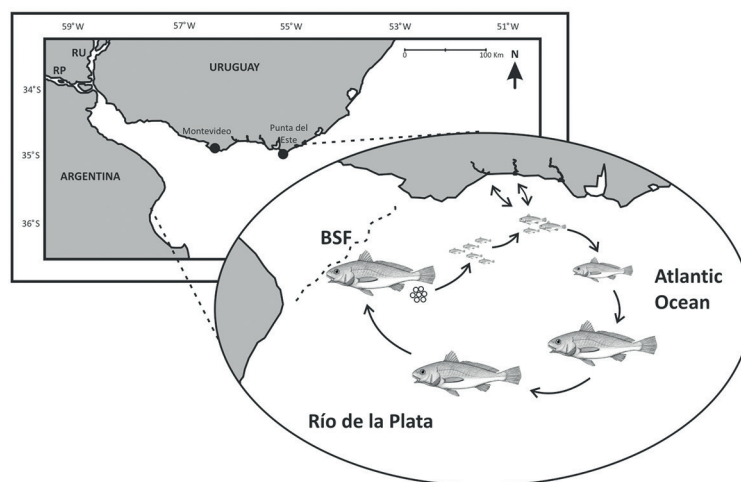 59°W 57°W 55°W 53°W 51°W
RU
RP
URUGUAY
0 100 Km
N
34°S
Montevideo
Punta del
Este
35°S
ARGENTINA
36°S
BSF
Atlantic
Ocean
Río de la Plata